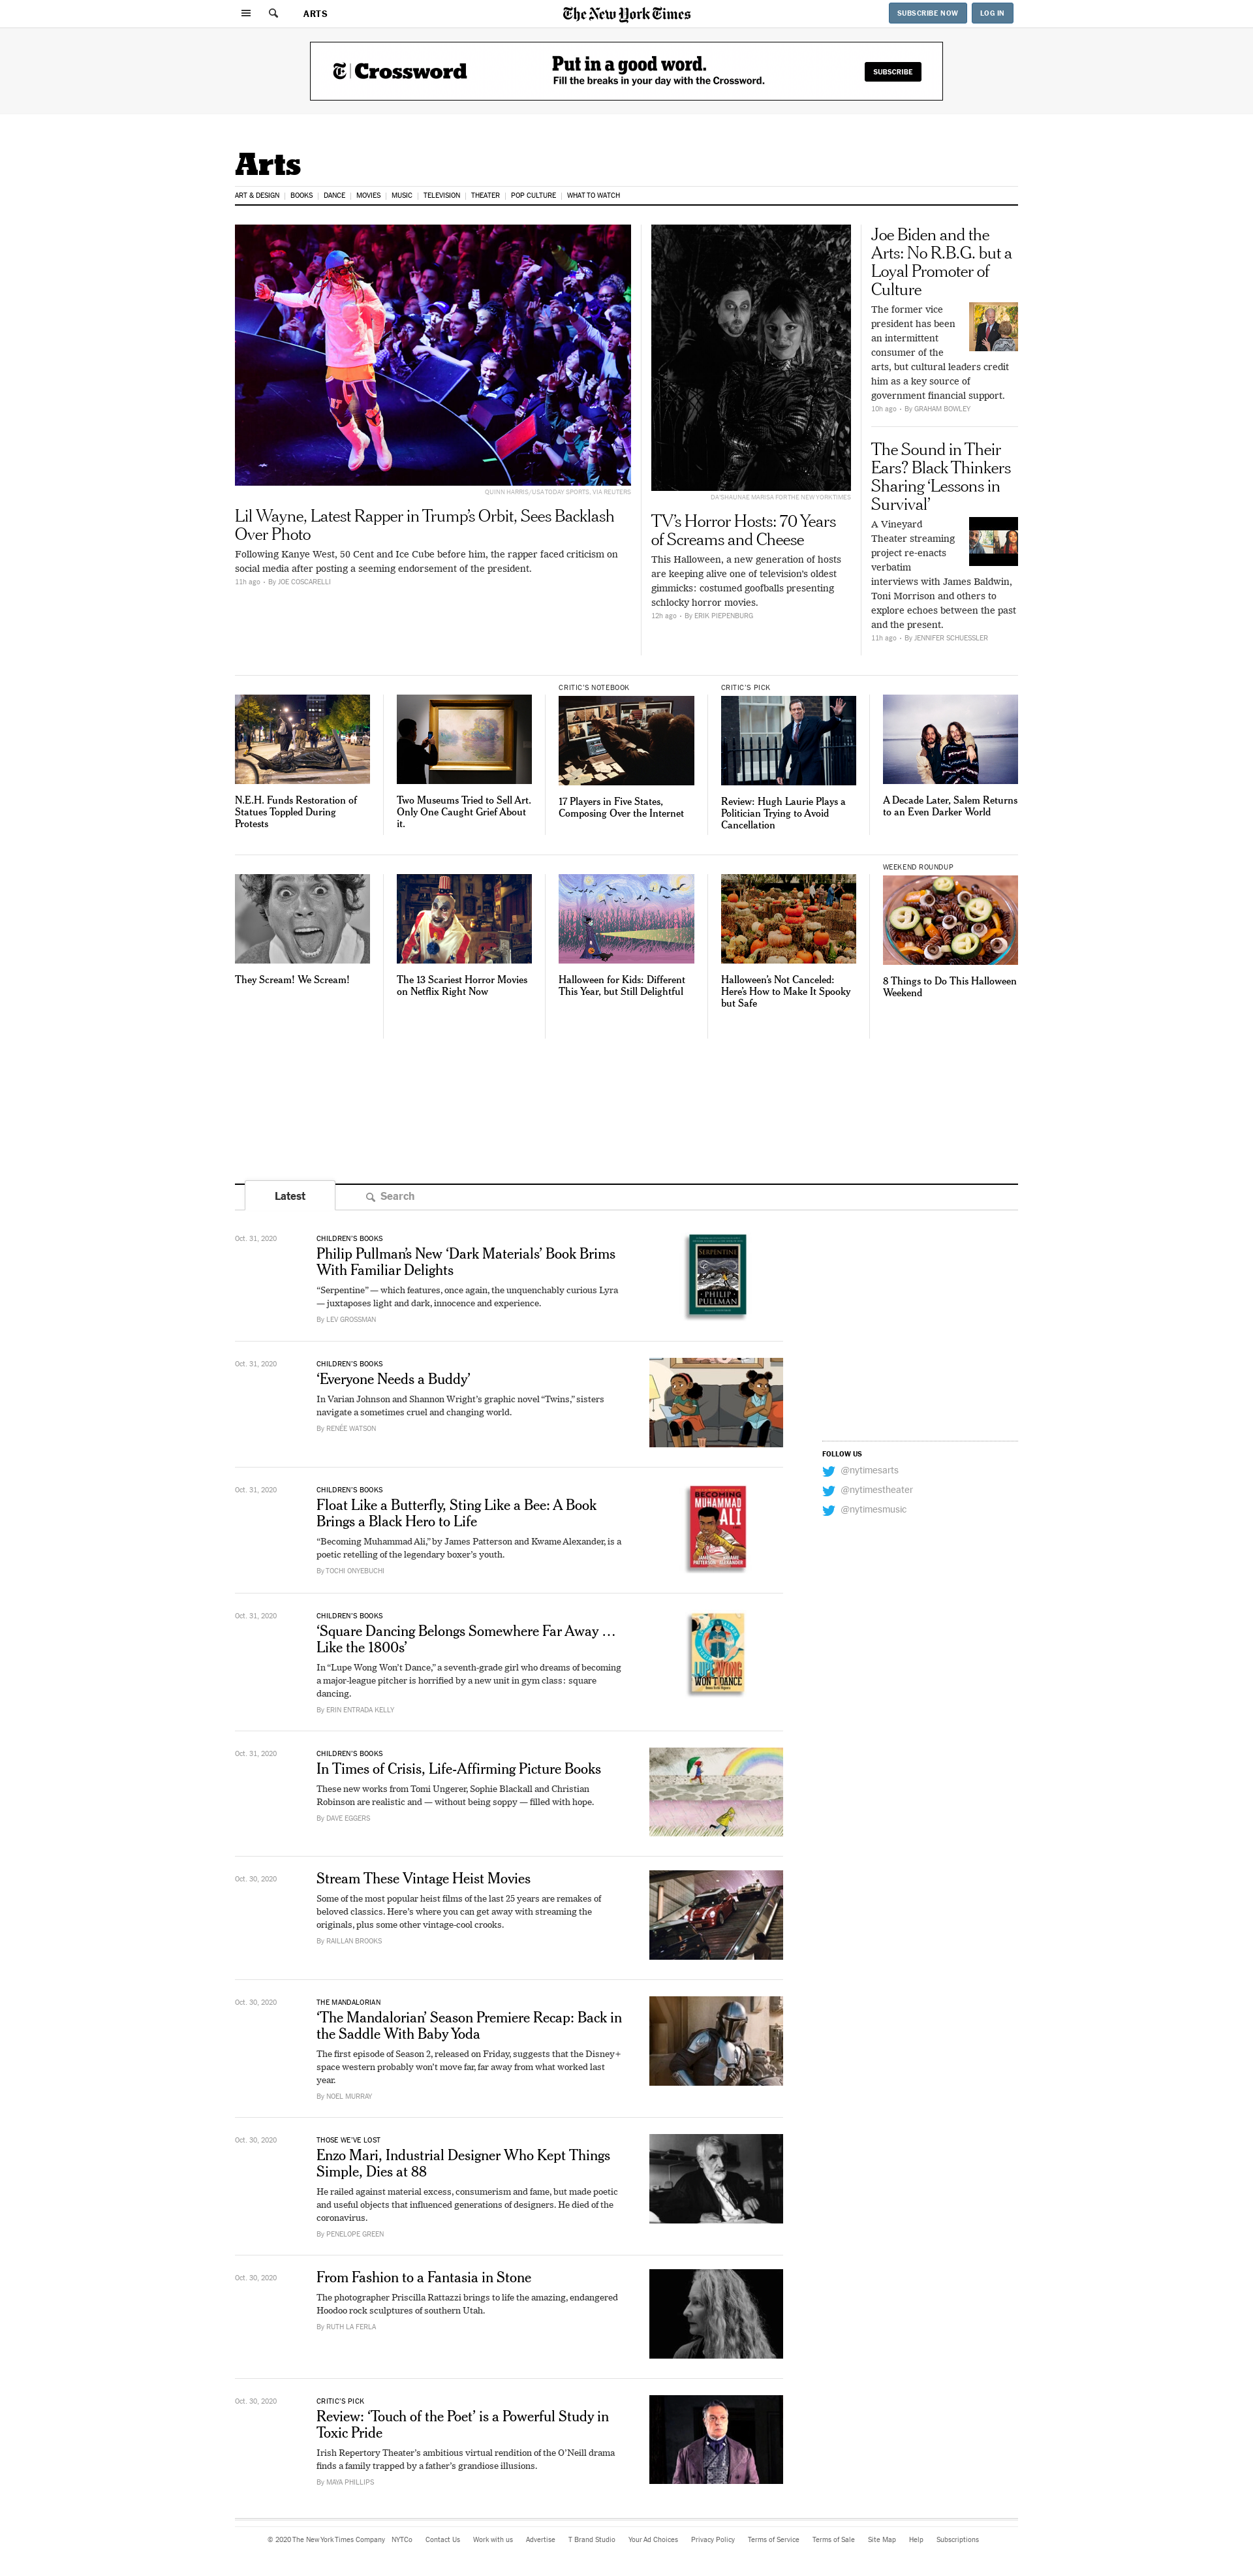 ARTS
The New York Times
SUBSCRIBE NOW
LOG IN
Crossword
Put in a good word.
Fill the breaks in your day with the Crossword.
SUBSCRIBE
Arts
ART & DESIGN
BOOKS
DANCE
MOVIES
MUSIC
TELEVISION
THEATER
POP CULTURE
WHAT TO WATCH
QUINN HARRIS/USA TODAY SPORTS, VIA REUTERS
Lil Wayne, Latest Rapper in Trump’s Orbit, Sees Backlash
Over Photo
Following Kanye West, 50 Cent and Ice Cube before him, the rapper faced criticism on
social media after posting a seeming endorsement of the president.
11h ago · By JOE COSCARELLI
DA’SHAUNAE MARISA FOR THE NEW YORK TIMES
TV’s Horror Hosts: 70 Years
of Screams and Cheese
This Halloween, a new generation of hosts
are keeping alive one of television’s oldest
gimmicks: costumed goofballs presenting
schlocky horror movies.
12h ago · By ERIK PIEPENBURG
Joe Biden and the
Arts: No R.B.G. but a
Loyal Promoter of
Culture
The former vice
president has been
an intermittent
consumer of the
arts, but cultural leaders credit
him as a key source of
government financial support.
10h ago · By GRAHAM BOWLEY
The Sound in Their
Ears? Black Thinkers
Sharing ‘Lessons in
Survival’
A Vineyard
Theater streaming
project re-enacts
verbatim
interviews with James Baldwin,
Toni Morrison and others to
explore echoes between the past
and the present.
11h ago · By JENNIFER SCHUESSLER
N.E.H. Funds Restoration of
Statues Toppled During
Protests
Two Museums Tried to Sell Art.
Only One Caught Grief About
it.
CRITIC’S NOTEBOOK
17 Players in Five States,
Composing Over the Internet
CRITIC’S PICK
Review: Hugh Laurie Plays a
Politician Trying to Avoid
Cancellation
A Decade Later, Salem Returns
to an Even Darker World
They Scream! We Scream!
The 13 Scariest Horror Movies
on Netflix Right Now
Halloween for Kids: Different
This Year, but Still Delightful
Halloween’s Not Canceled:
Here’s How to Make It Spooky
but Safe
WEEKEND ROUNDUP
8 Things to Do This Halloween
Weekend
Latest
Search
Oct. 31, 2020
CHILDREN’S BOOKS
Philip Pullman’s New ‘Dark Materials’ Book Brims
With Familiar Delights
“Serpentine” — which features, once again, the unquenchably curious Lyra
— juxtaposes light and dark, innocence and experience.
By LEV GROSSMAN
SERPENTINE
PHILIP
PULLMAN
Oct. 31, 2020
CHILDREN’S BOOKS
‘Everyone Needs a Buddy’
In Varian Johnson and Shannon Wright’s graphic novel “Twins,” sisters
navigate a sometimes cruel and changing world.
By RENÉE WATSON
FOLLOW US
@nytimesarts
@nytimestheater
@nytimesmusic
Oct. 31, 2020
CHILDREN’S BOOKS
Float Like a Butterfly, Sting Like a Bee: A Book
Brings a Black Hero to Life
“Becoming Muhammad Ali,” by James Patterson and Kwame Alexander, is a
poetic retelling of the legendary boxer’s youth.
By TOCHI ONYEBUCHI
BECOMING
MUHAMMAD
ALI
JAMES PATTERSON
KWAME ALEXANDER
Oct. 31, 2020
CHILDREN’S BOOKS
‘Square Dancing Belongs Somewhere Far Away …
Like the 1800s’
In “Lupe Wong Won’t Dance,” a seventh-grade girl who dreams of becoming
a major-league pitcher is horrified by a new unit in gym class: square
dancing.
By ERIN ENTRADA KELLY
LUPE WONG
WON'T DANCE
Oct. 31, 2020
CHILDREN’S BOOKS
In Times of Crisis, Life-Affirming Picture Books
These new works from Tomi Ungerer, Sophie Blackall and Christian
Robinson are realistic and — without being soppy — filled with hope.
By DAVE EGGERS
Oct. 30, 2020
Stream These Vintage Heist Movies
Some of the most popular heist films of the last 25 years are remakes of
beloved classics. Here’s where you can get away with streaming the
originals, plus some other vintage-cool crooks.
By RAILLAN BROOKS
Oct. 30, 2020
THE MANDALORIAN
‘The Mandalorian’ Season Premiere Recap: Back in
the Saddle With Baby Yoda
The first episode of Season 2, released on Friday, suggests that the Disney+
space western probably won’t move far, far away from what worked last
year.
By NOEL MURRAY
Oct. 30, 2020
THOSE WE’VE LOST
Enzo Mari, Industrial Designer Who Kept Things
Simple, Dies at 88
He railed against material excess, consumerism and fame, but made poetic
and useful objects that influenced generations of designers. He died of the
coronavirus.
By PENELOPE GREEN
Oct. 30, 2020
From Fashion to a Fantasia in Stone
The photographer Priscilla Rattazzi brings to life the amazing, endangered
Hoodoo rock sculptures of southern Utah.
By RUTH LA FERLA
Oct. 30, 2020
CRITIC’S PICK
Review: ‘Touch of the Poet’ is a Powerful Study in
Toxic Pride
Irish Repertory Theater’s ambitious virtual rendition of the O’Neill drama
finds a family trapped by a father’s grandiose illusions.
By MAYA PHILLIPS
© 2020 The New York Times Company
NYTCo
Contact Us
Work with us
Advertise
T Brand Studio
Your Ad Choices
Privacy Policy
Terms of Service
Terms of Sale
Site Map
Help
Subscriptions